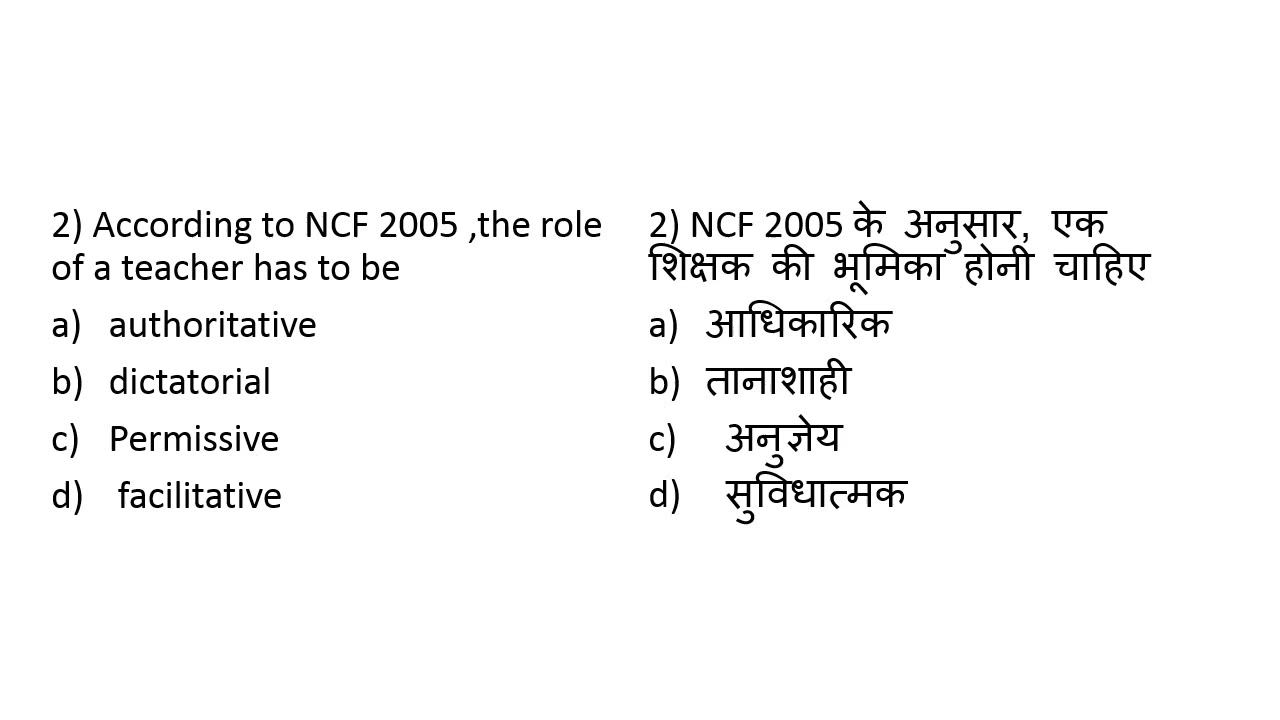 2) According to NCF 2005 ,the role
of a teacher has to be
a) authoritative
b) dictatorial
c) Permissive
d) facilitative
2) NCF 2005 के अनुसार, एक
शिक्षक की भूमिका होनी चाहिए
a) आधिकारिक
b) तानाशाही
c) अनुज्ञेय
d) सुविधात्मक